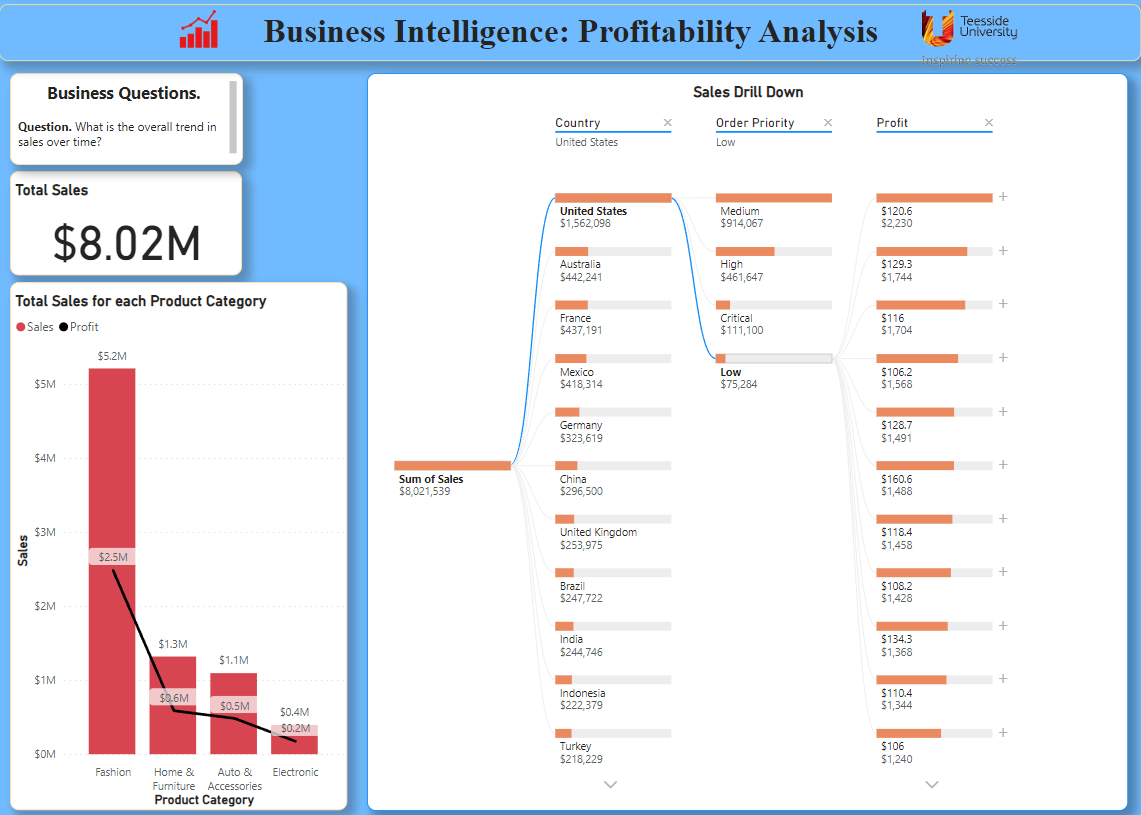 Business Intelligence: Profitability Analysis
Teesside
University
Inspiring success
Business Questions.
Question. What is the overall trend in
sales over time?
Total Sales
$8.02M
Total Sales for each Product Category
Sales Profit
$5.2M
$5M
$4M
$3M
$2.5M
$2M
$1.3M
$1.1M
$1M
$0.6M
$0.5M
$0.4M
$0.2M
$0M
Sales
Fashion
Home &
Furniture
Auto &
Accessories
Electronic
Product Category
Sales Drill Down
Country
United States
Order Priority
Low
Profit
Sum of Sales
$8,021,539
United States
$1,562,098
Australia
$442,241
France
$437,191
Mexico
$418,314
Germany
$323,619
China
$296,500
United Kingdom
$253,975
Brazil
$247,722
India
$244,746
Indonesia
$222,379
Turkey
$218,229
Medium
$914,067
High
$461,647
Critical
$111,100
Low
$75,284
$120.6
$2,230
$129.3
$1,744
$116
$1,704
$106.2
$1,568
$128.7
$1,491
$160.6
$1,488
$118.4
$1,458
$108.2
$1,428
$134.3
$1,368
$110.4
$1,344
$106
$1,240